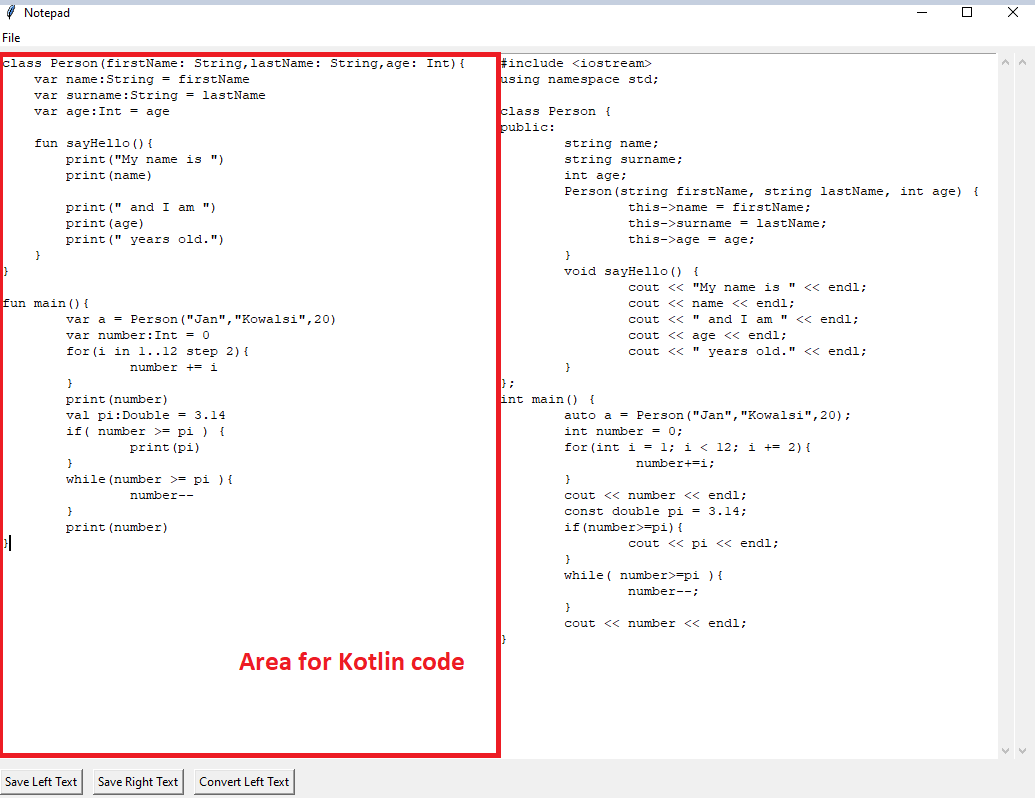 Notepad
File
class Person(firstName: String,lastName: String,age: Int){
    var name:String = firstName
    var surname:String = lastName
    var age:Int = age

    fun sayHello(){
        print("My name is ")
        print(name)

        print(" and I am ")
        print(age)
        print(" years old.")
    }
}

fun main(){
        var a = Person("Jan","Kowalsi",20)
        var number:Int = 0
        for(i in 1..12 step 2){
                number += i
        }
        print(number)
        val pi:Double = 3.14
        if( number >= pi ) {
                print(pi)
        }
        while(number >= pi ){
                number--
        }
        print(number)
}
Area for Kotlin code
#include <iostream>
using namespace std;

class Person {
public:
        string name;
        string surname;
        int age;
        Person(string firstName, string lastName, int age) {
                this->name = firstName;
                this->surname = lastName;
                this->age = age;
        }
        void sayHello() {
                cout << "My name is " << endl;
                cout << name << endl;
                cout << " and I am " << endl;
                cout << age << endl;
                cout << " years old." << endl;
        }
};
int main() {
        auto a = Person("Jan","Kowalsi",20);
        int number = 0;
        for(int i = 1; i < 12; i += 2){
                 number+=i;
        }
        cout << number << endl;
        const double pi = 3.14;
        if(number>=pi){
                cout << pi << endl;
        }
        while( number>=pi ){
                number--;
        }
        cout << number << endl;
}
Save Left Text
Save Right Text
Convert Left Text